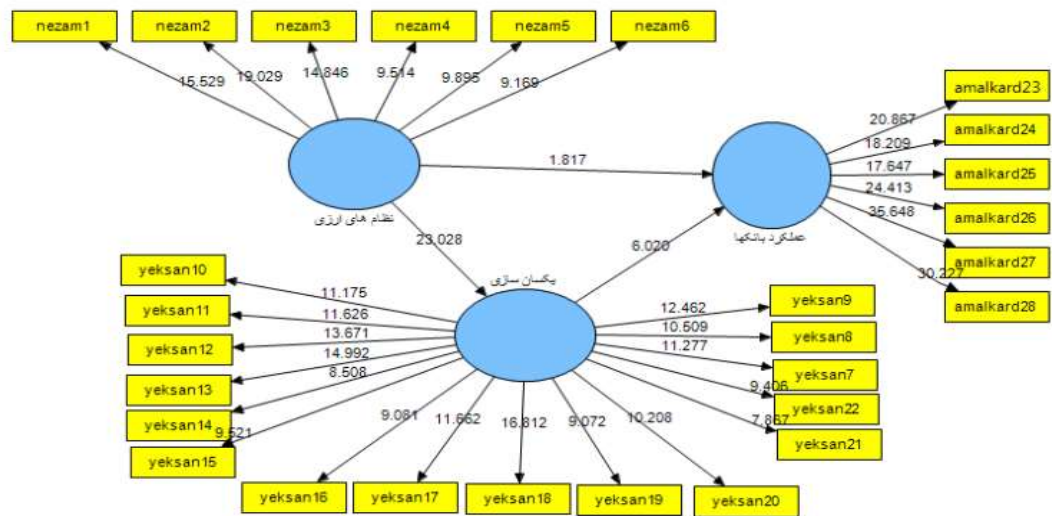 nezam1 nezam2 nezam3 nezam4 nezam5 nezam6
15.529 19.029 14.846 9.514 9.895 9.169
نظام های ارزی
1.817
عملکرد بانکها
amalkard23
20.867
amalkard24
18.209
amalkard25
17.647
amalkard26
24.413
amalkard27
35.648
amalkard28
30.227
23.028
6.020
یکسان سازی
yeksan10
11.175
yeksan11
11.626
yeksan12
13.671
yeksan13
14.992
yeksan14
8.508
yeksan15
9.521
yeksan9
12.462
yeksan8
10.509
yeksan7
11.277
yeksan22
9.406
yeksan21
7.867
9.081 11.662 16.812 9.072 10.208
yeksan16 yeksan17 yeksan18 yeksan19 yeksan20